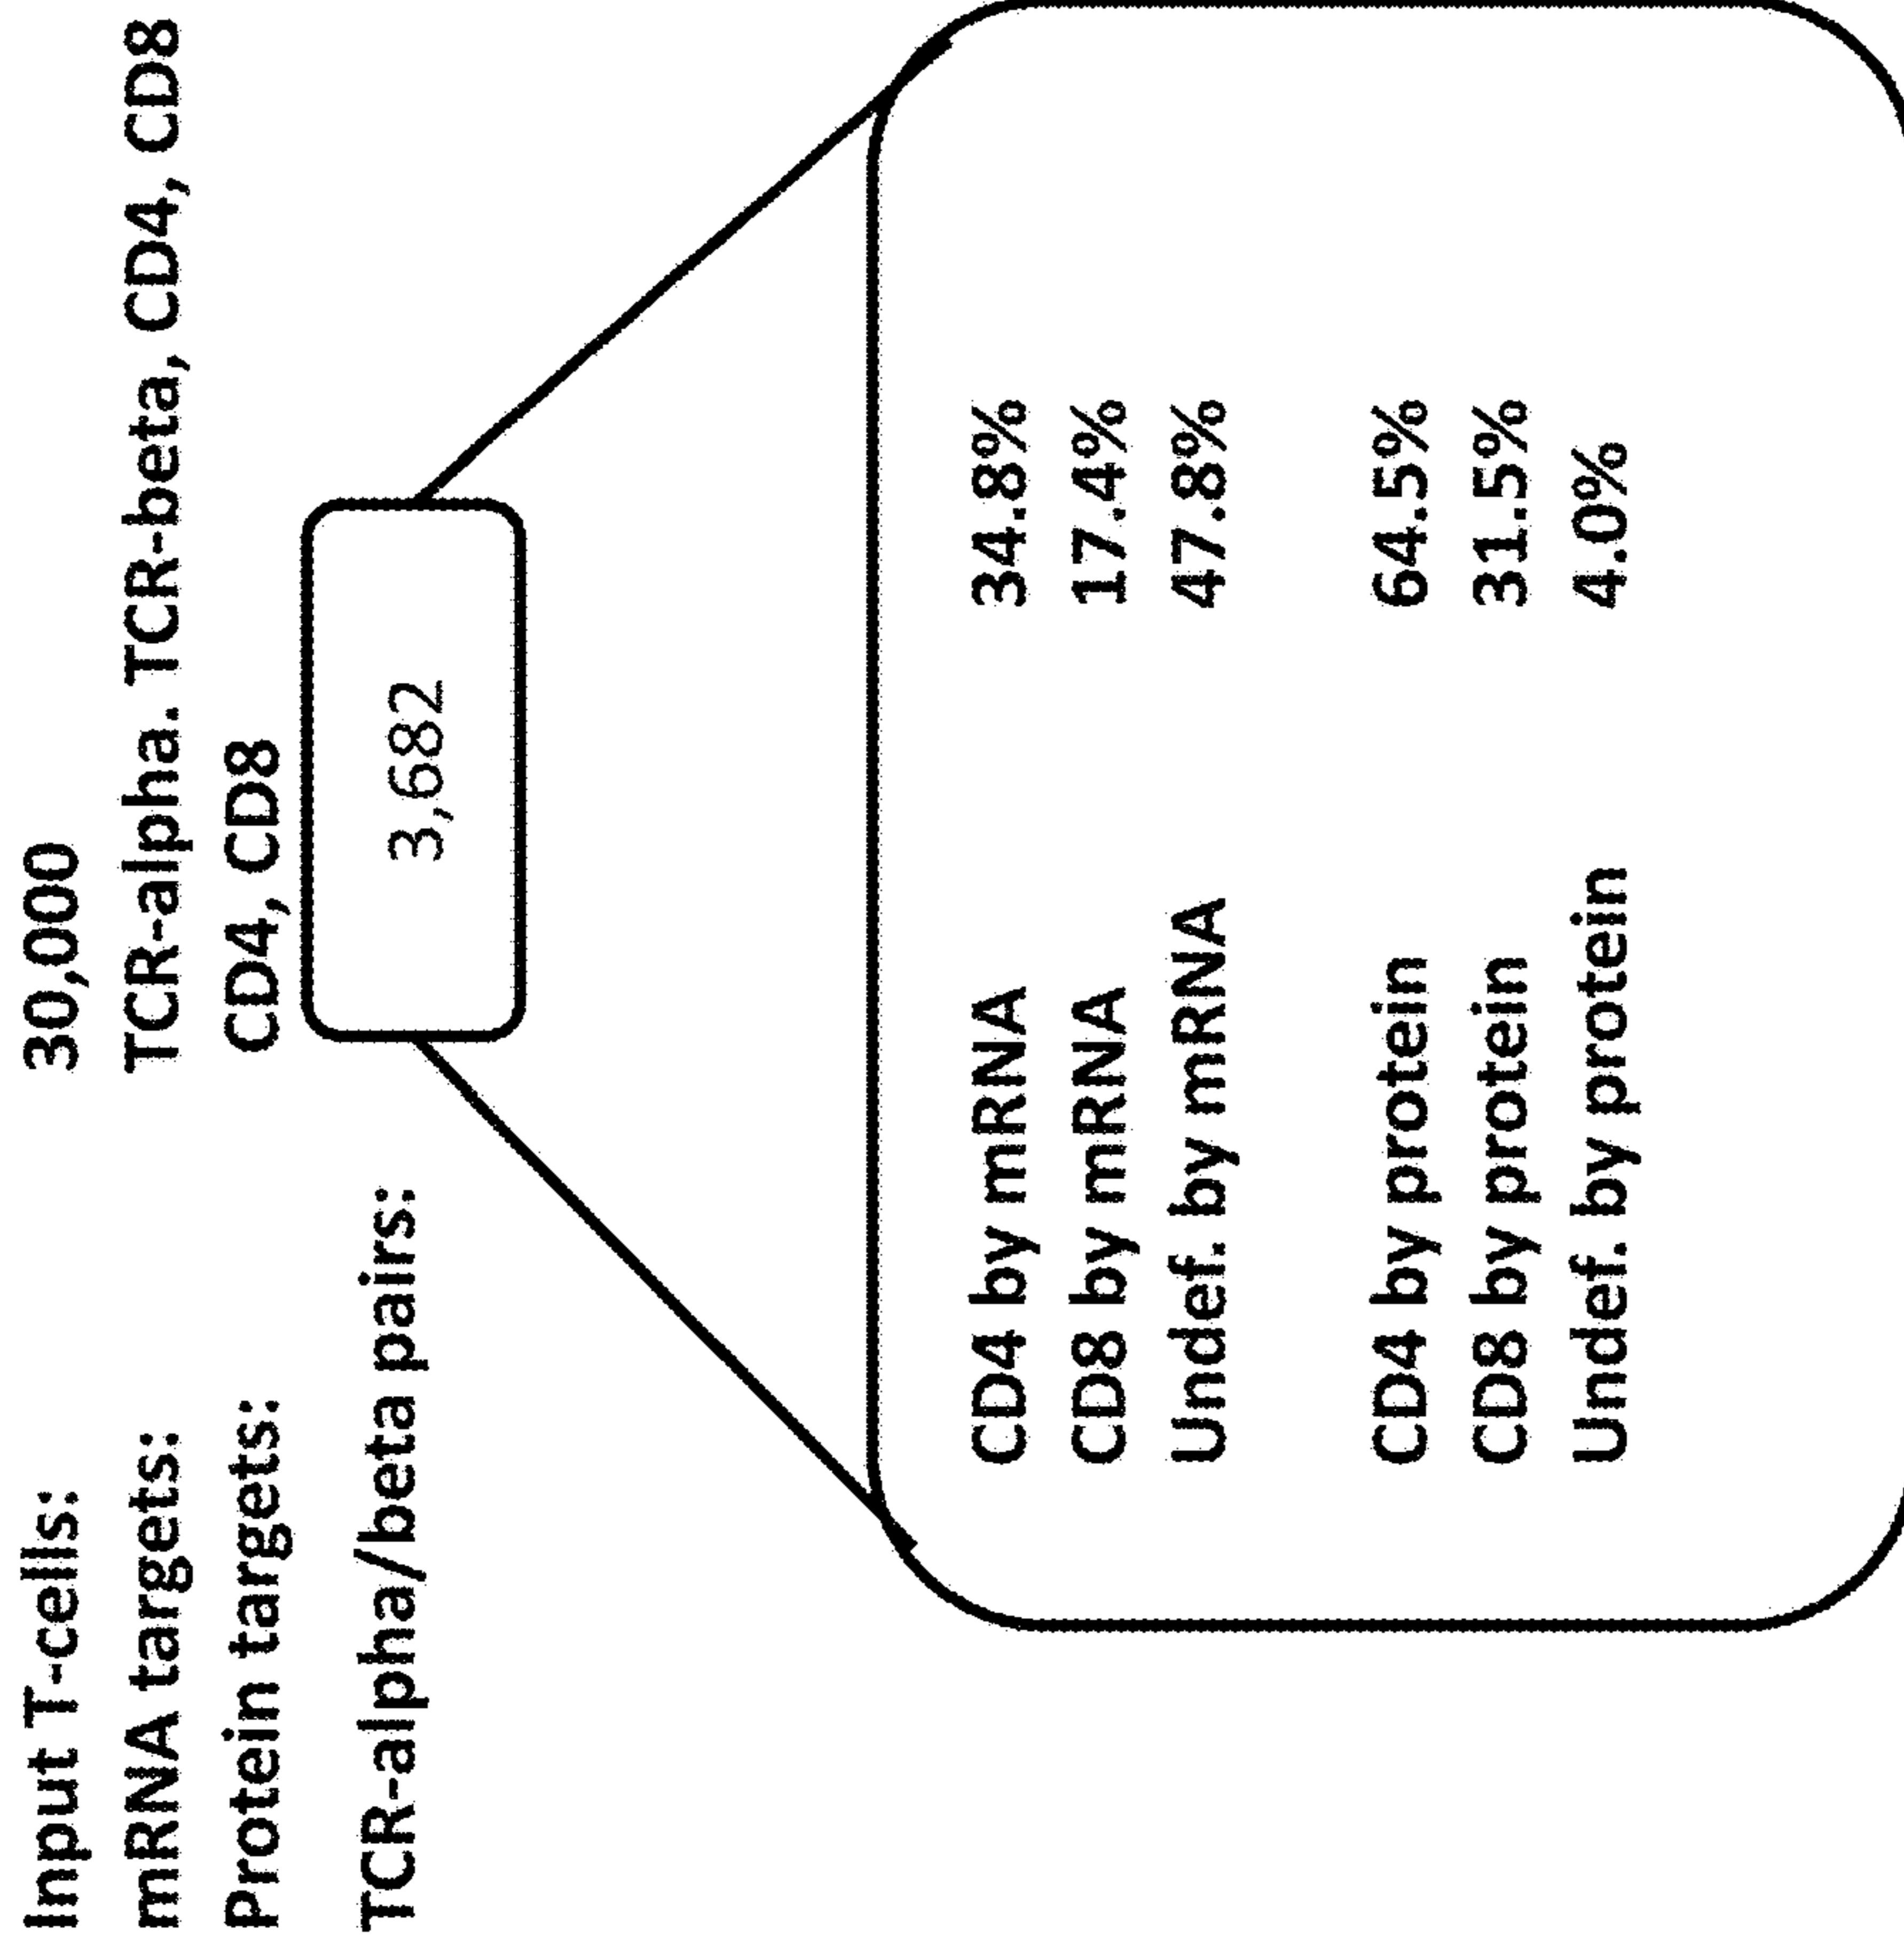 Input T-cells: 30,000
mRNA targets: TCR-alpha. TCR-beta, CD4, CD8
Protein targets: CD4, CD8
TCR-alpha/beta pairs: 3,682
CD4 by mRNA 34.8%
CD8 by mRNA 17.4%
Undef. by mRNA 47.8%
CD4 by protein 64.5%
CD8 by protein 31.5%
Undef. by protein 4.0%